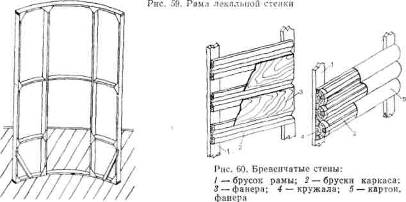 Рис. 59. Рама лекальной стенки
Рис. 60. Бревенчатые стены:
1 — брусок рамы; 2 — бруски каркаса;
3 — фанера; 4 — кружала; 5 — картон,
фанера